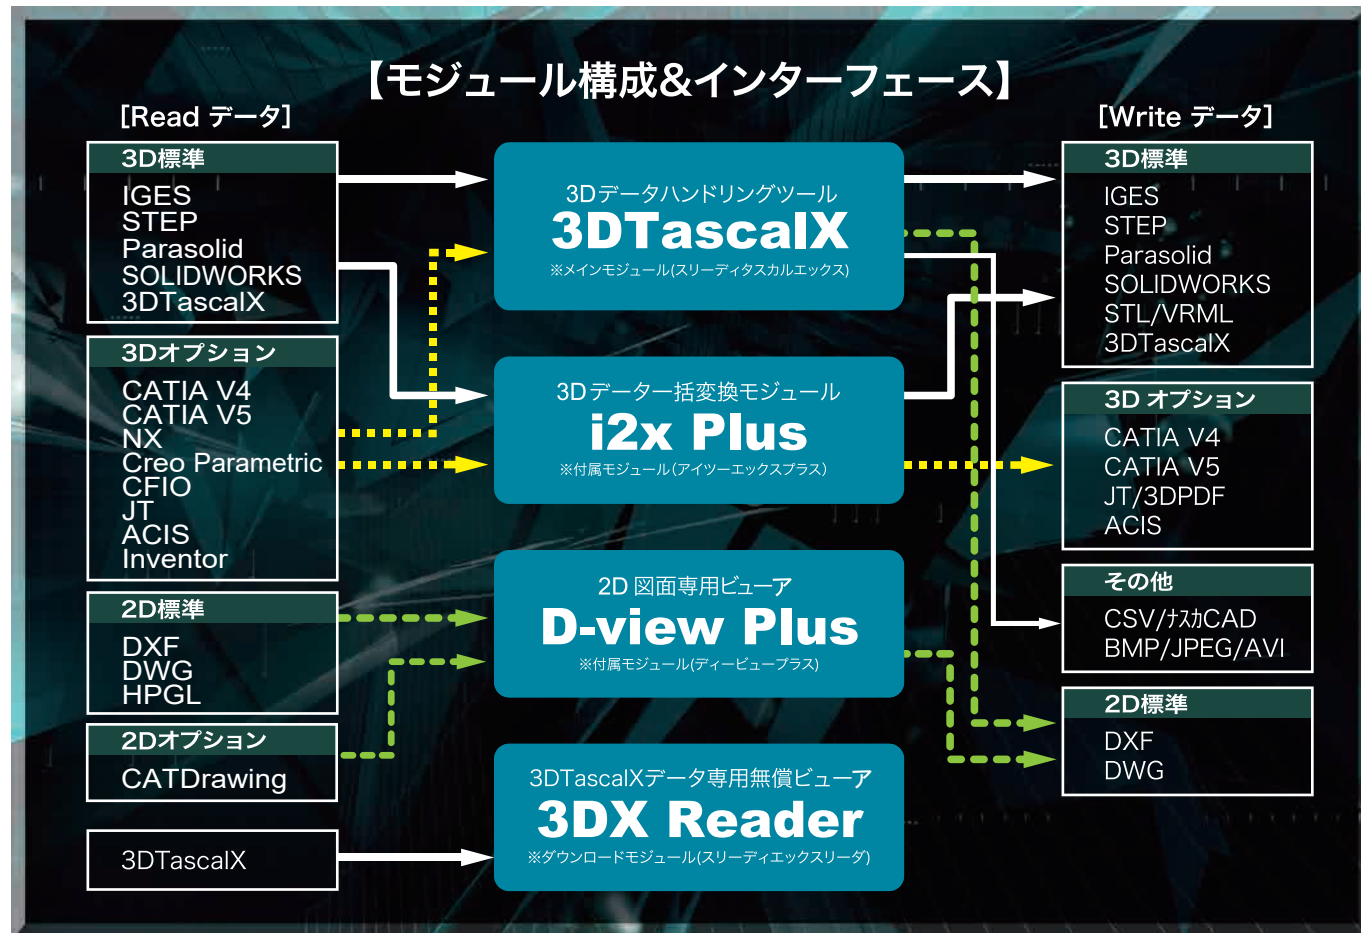 【モジュール構成&インターフェース】
[Read データ]
3D標準
IGES
STEP
Parasolid
SOLIDWORKS
3DTascalX
3Dオプション
CATIA V4
CATIA V5
NX
Creo Parametric
CFIO
JT
ACIS
Inventor
2D標準
DXF
DWG
HPGL
2Dオプション
CATDrawing
3DTascalX
3Dデータハンドリングツール
3DTascalX
※メインモジュール(スリーディタスカルエックス)
3Dデーター括変換モジュール
i2x Plus
※付属モジュール(アイツーエックスプラス)
2D 図面専用ビューア
D-view Plus
※付属モジュール(ディービュープラス)
3DTascalXデータ専用無償ビューア
3DX Reader
※ダウンロードモジュール(スリーディエックスリーダ)
[Write データ]
3D標準
IGES
STEP
Parasolid
SOLIDWORKS
STL/VRML
3DTascalX
3D オプション
CATIA V4
CATIA V5
JT/3DPDF
ACIS
その他
CSV/ﾅｽｶCAD
BMP/JPEG/AVI
2D標準
DXF
DWG